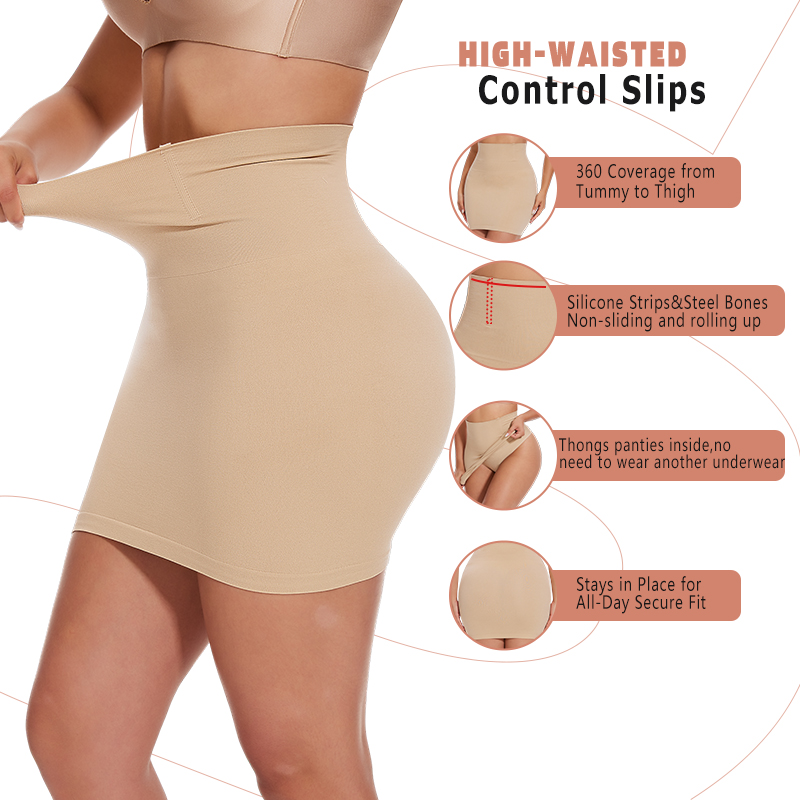 HIGH-WAISTED
Control Slips
360 Coverage from
Tummy to Thigh
Silicone Strips&Steel Bones
Non-sliding and rolling up
Thongs panties inside,no
need to wear another underwear
Stays in Place for
All-Day Secure Fit